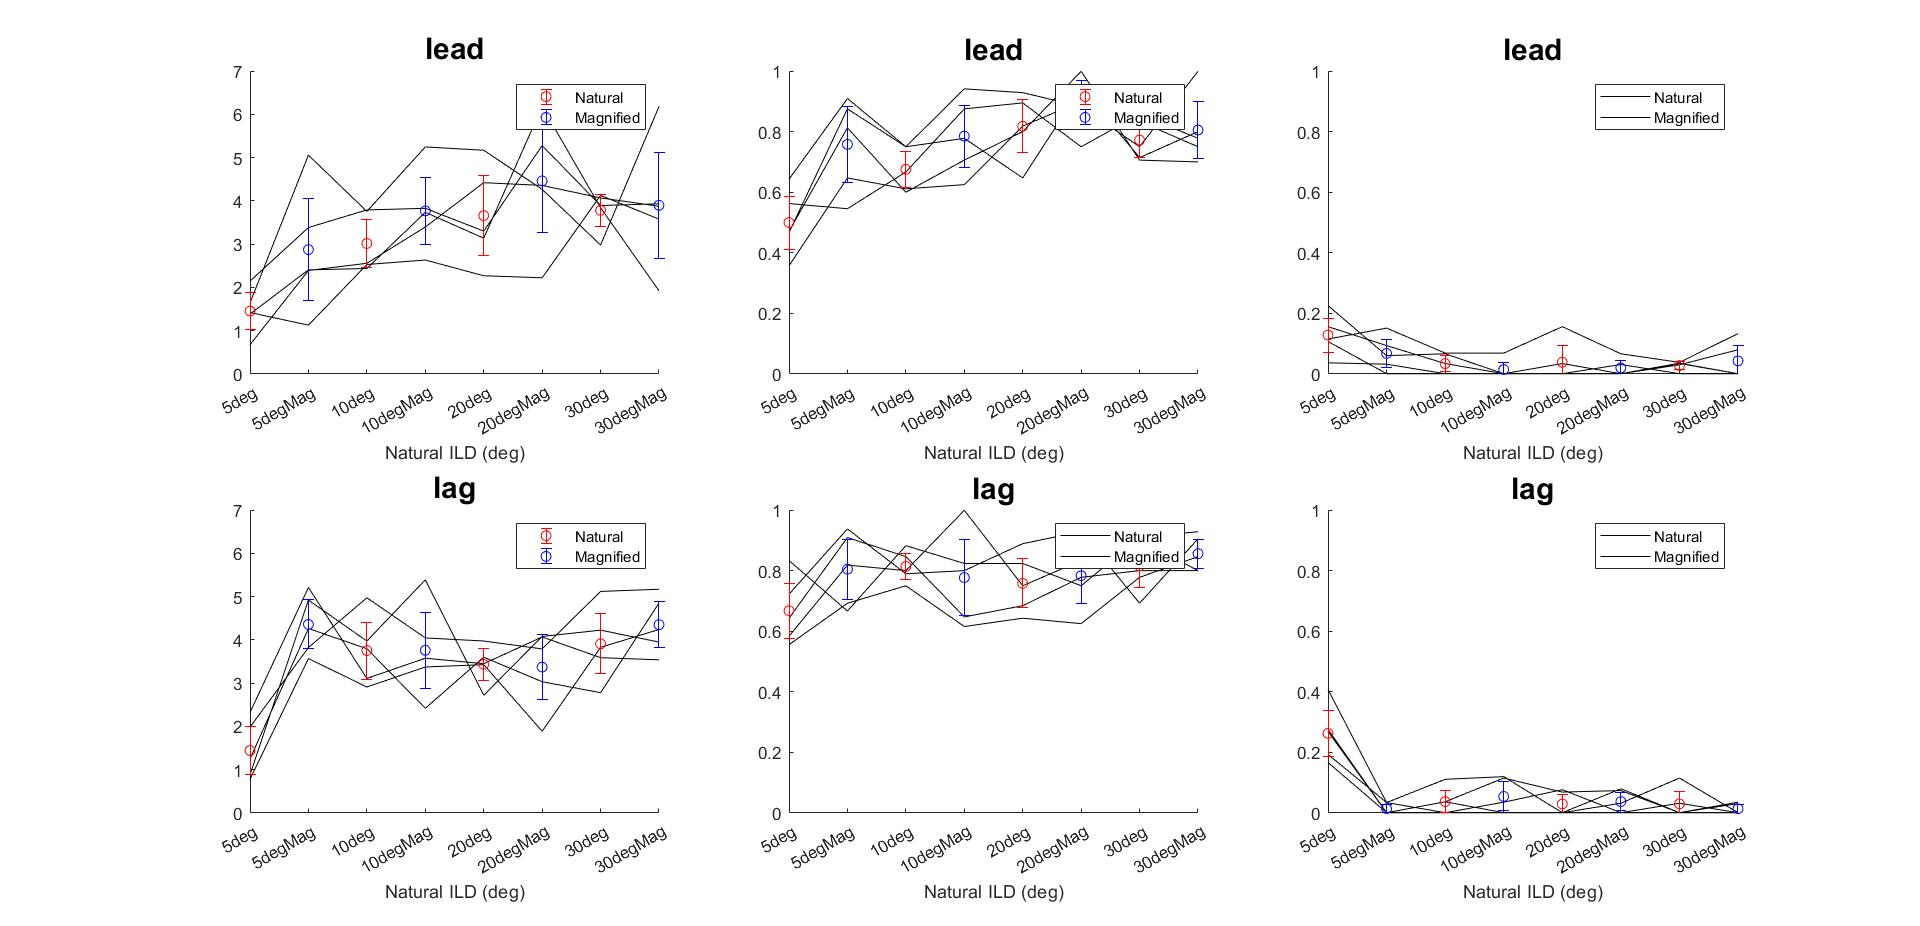 lead
7
6
5
4
3
2
1
0
Natural
Magnified
5deg
5degMag
10deg
10degMag
20deg
20degMag
30deg
30degMag
Natural ILD (deg)
lead
1
0.8
0.6
0.4
0.2
0
Natural
Magnified
5deg
5degMag
10deg
10degMag
20deg
20degMag
30deg
30degMag
Natural ILD (deg)
lead
1
0.8
0.6
0.4
0.2
0
Natural
Magnified
5deg
5degMag
10deg
10degMag
20deg
20degMag
30deg
30degMag
Natural ILD (deg)
lag
7
6
5
4
3
2
1
0
Natural
Magnified
5deg
5degMag
10deg
10degMag
20deg
20degMag
30deg
30degMag
Natural ILD (deg)
lag
1
0.8
0.6
0.4
0.2
0
Natural
Magnified
5deg
5degMag
10deg
10degMag
20deg
20degMag
30deg
30degMag
Natural ILD (deg)
lag
1
0.8
0.6
0.4
0.2
0
Natural
Magnified
5deg
5degMag
10deg
10degMag
20deg
20degMag
30deg
30degMag
Natural ILD (deg)